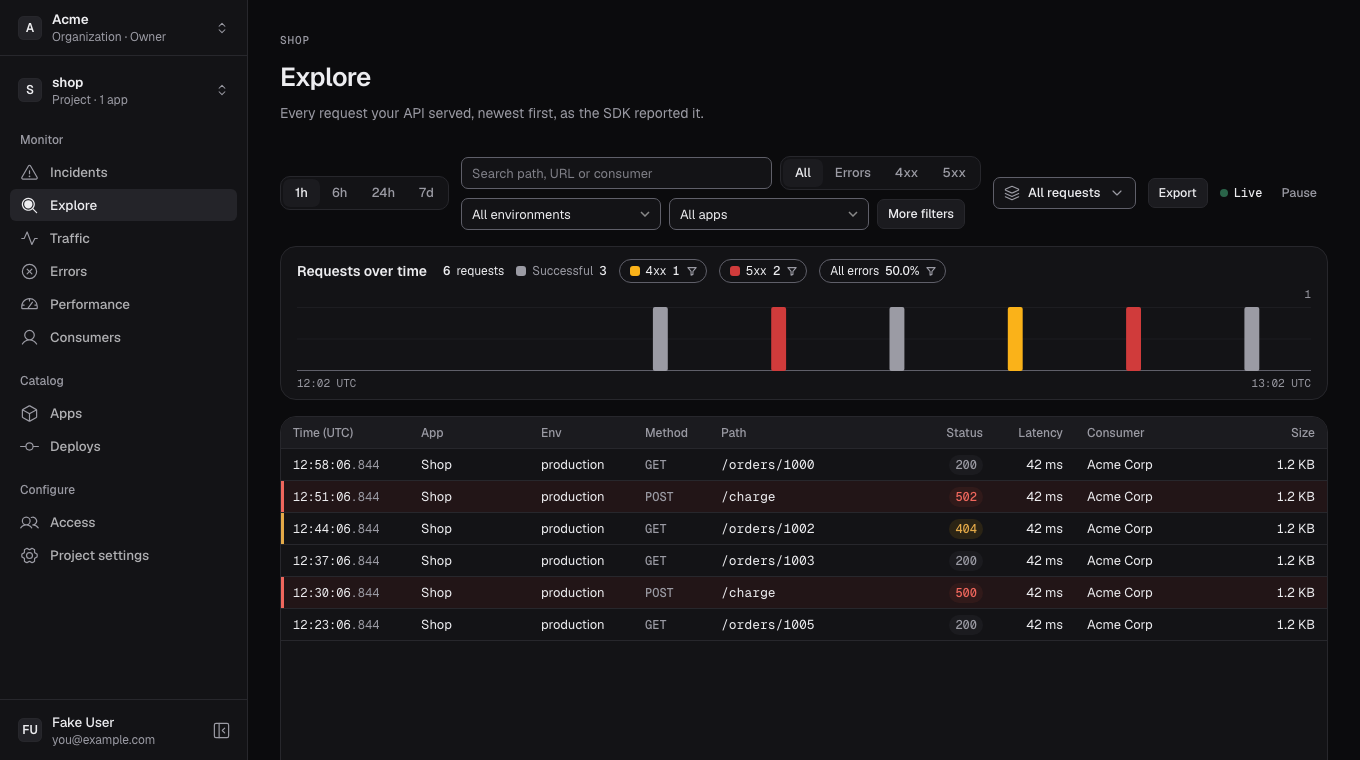 A
Acme
Organization · Owner
S
shop
Project · 1 app
Monitor
Incidents
Explore
Traffic
Errors
Performance
Consumers
Catalog
Apps
Deploys
Configure
Access
Project settings
FU
Fake User
you@example.com
SHOP
Explore
Every request your API served, newest first, as the SDK reported it.
1h 6h 24h 7d
Search path, URL or consumer
All Errors 4xx 5xx
All environments
All apps
More filters
All requests
Export
Live
Pause
Requests over time 6 requests Successful 3 4xx 1 5xx 2 All errors 50.0%
1
12:02 UTC 13:02 UTC
Time (UTC) App Env Method Path Status Latency Consumer Size
12:58:06.844 Shop production GET /orders/1000 200 42 ms Acme Corp 1.2 KB
12:51:06.844 Shop production POST /charge 502 42 ms Acme Corp 1.2 KB
12:44:06.844 Shop production GET /orders/1002 404 42 ms Acme Corp 1.2 KB
12:37:06.844 Shop production GET /orders/1003 200 42 ms Acme Corp 1.2 KB
12:30:06.844 Shop production POST /charge 500 42 ms Acme Corp 1.2 KB
12:23:06.844 Shop production GET /orders/1005 200 42 ms Acme Corp 1.2 KB